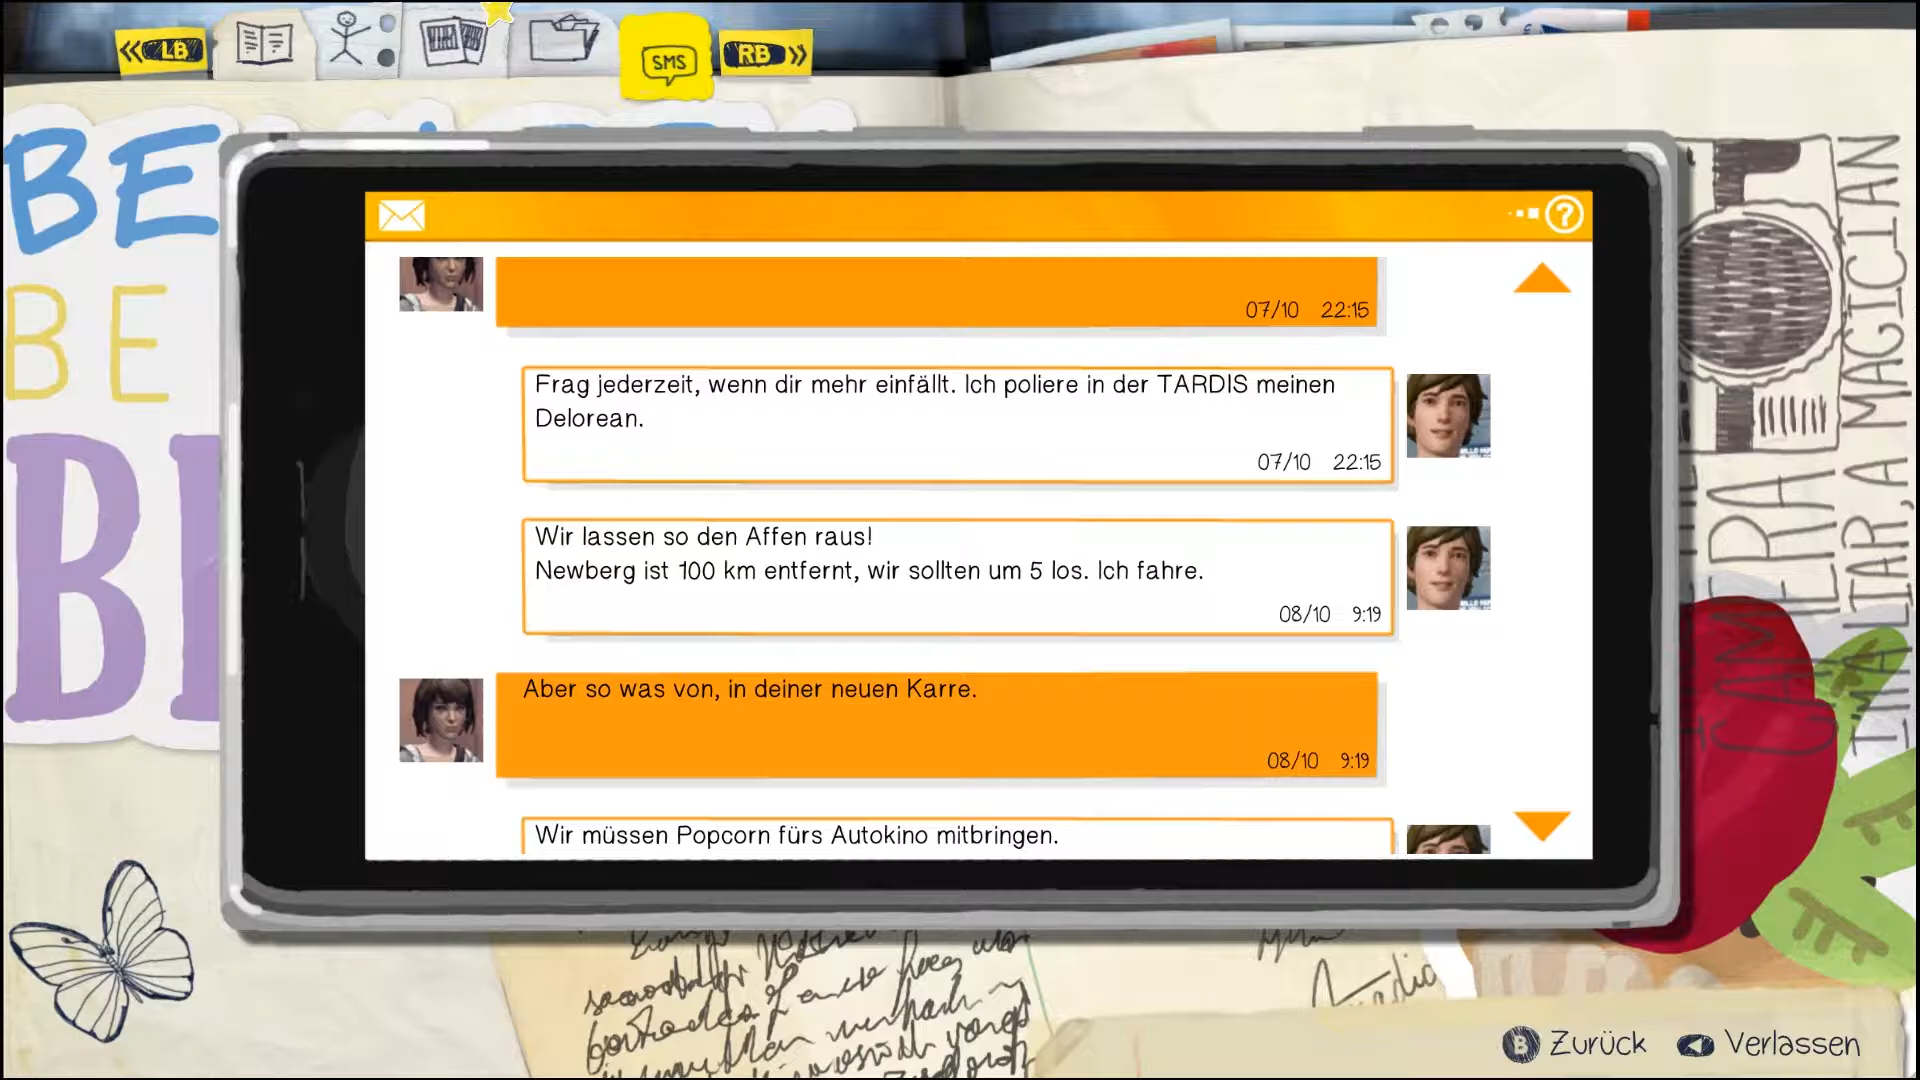 LB
SMS
RB
BE
BE
?
07/10 22:15
Frag jederzeit, wenn dir mehr einfällt. Ich poliere in der TARDIS meinen
Delorean.
07/10 22:15
Wir lassen so den Affen raus!
Newberg ist 100 km entfernt, wir sollten um 5 los. Ich fahre.
08/10 9:19
Aber so was von, in deiner neuen Karre.
08/10 9:19
Wir müssen Popcorn fürs Autokino mitbringen.
CAMERA
ALTAR, A MAGICIAN
B Zurück
Verlassen